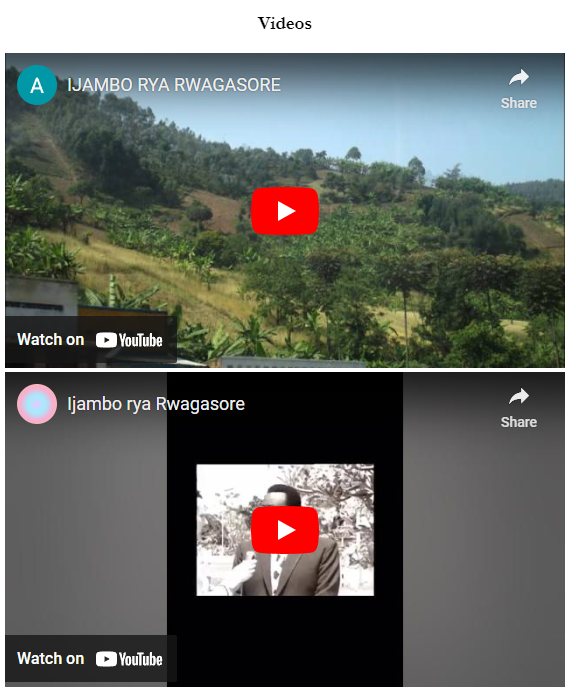 Videos
A IJAMBO RYA RWAGASORE
Share
Watch on YouTube
Ijambo rya Rwagasore
Share
Watch on YouTube